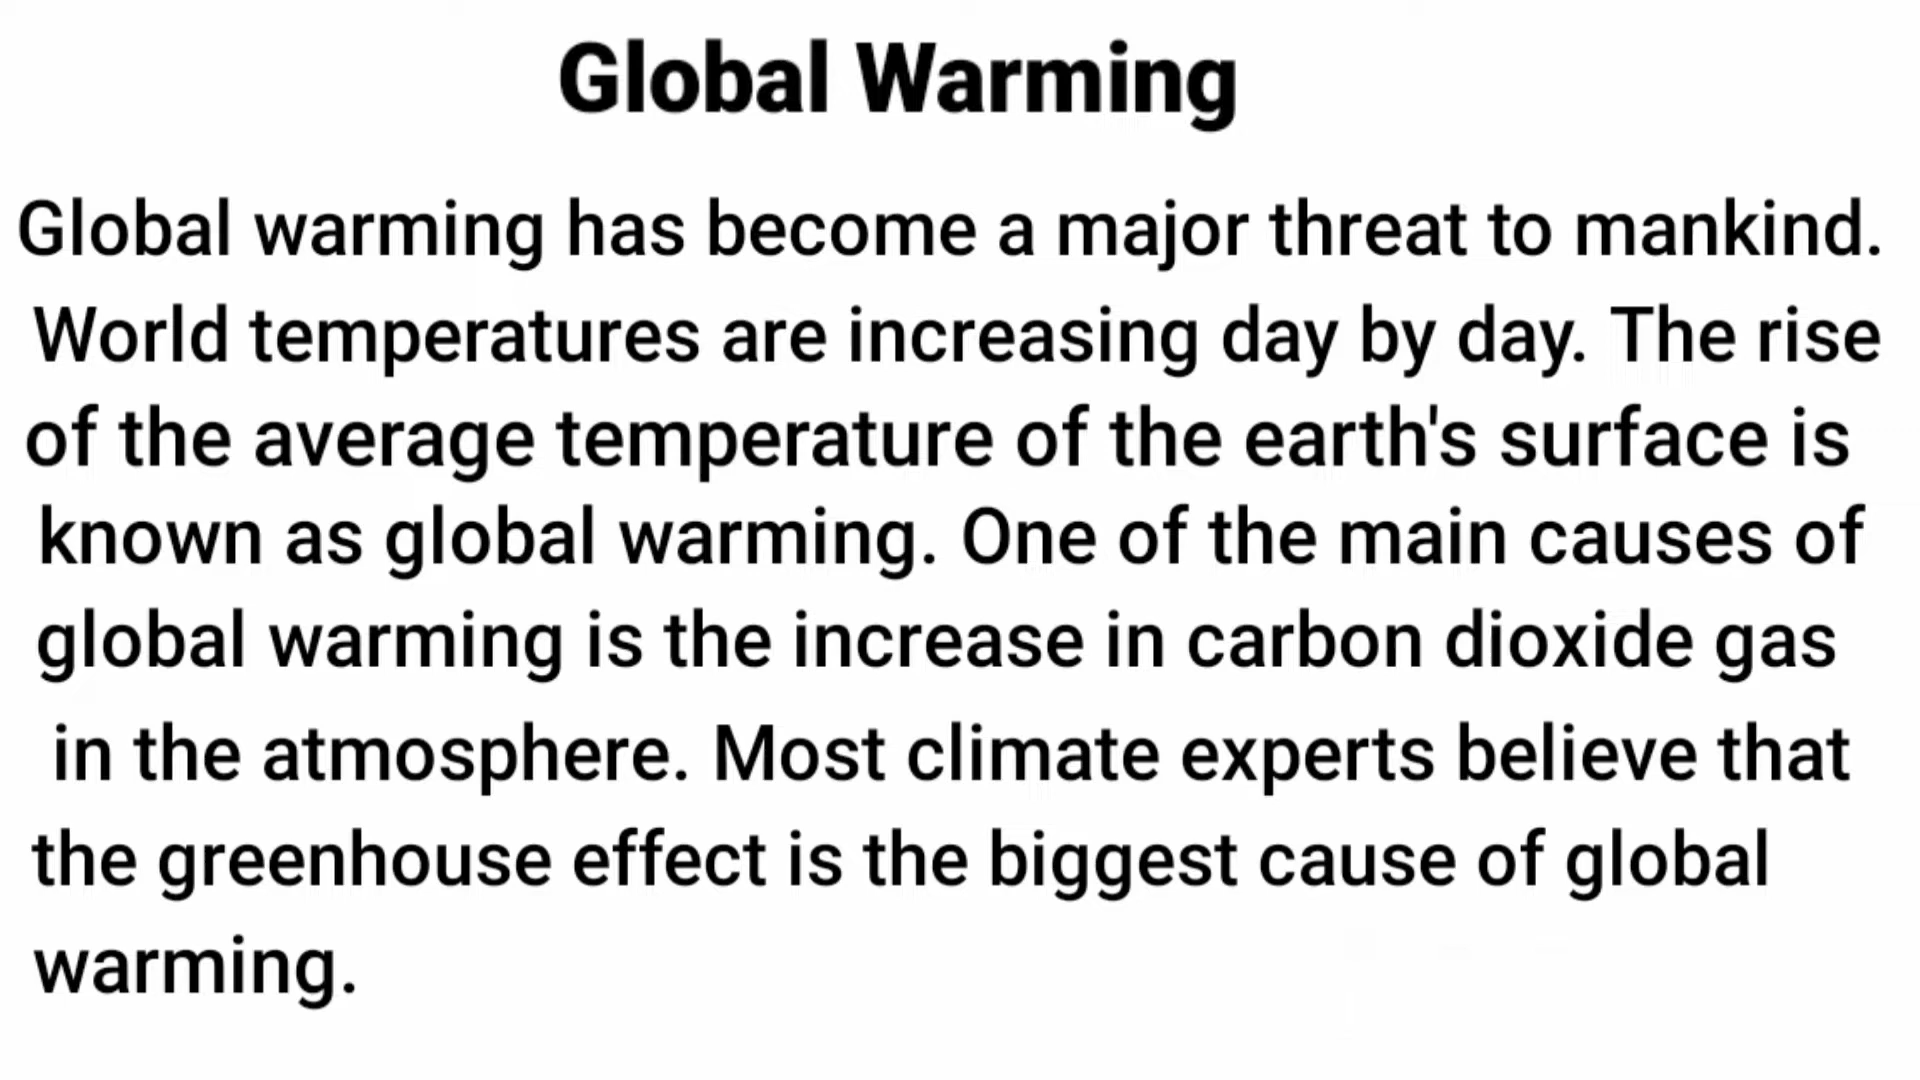 Global Warming
Global warming has become a major threat to mankind.
World temperatures are increasing day by day. The rise
of the average temperature of the earth's surface is
known as global warming. One of the main causes of
global warming is the increase in carbon dioxide gas
in the atmosphere. Most climate experts believe that
the greenhouse effect is the biggest cause of global
warming.